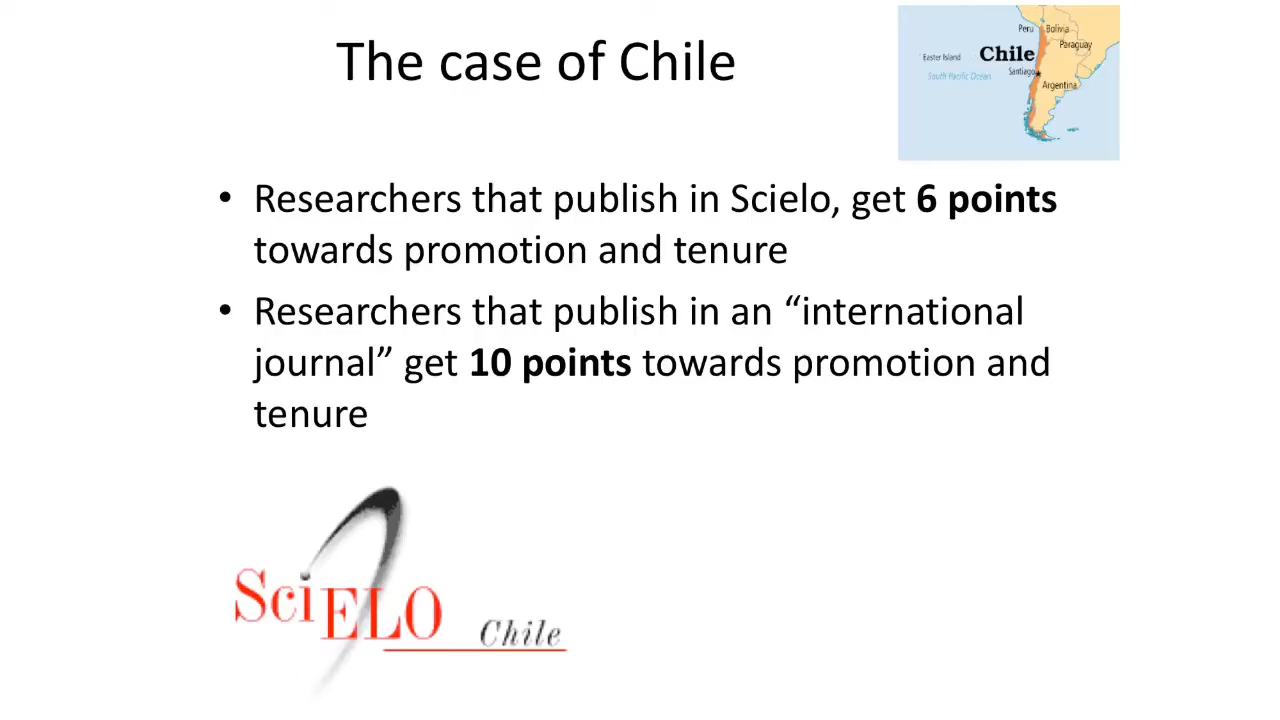 The case of Chile
Peru
Bolivia
Paraguay
Easter Island
Chile
South Pacific Ocean
Santiago
Argentina
• Researchers that publish in Scielo, get 6 points
towards promotion and tenure
• Researchers that publish in an “international
journal” get 10 points towards promotion and
tenure
SciELO
Chile